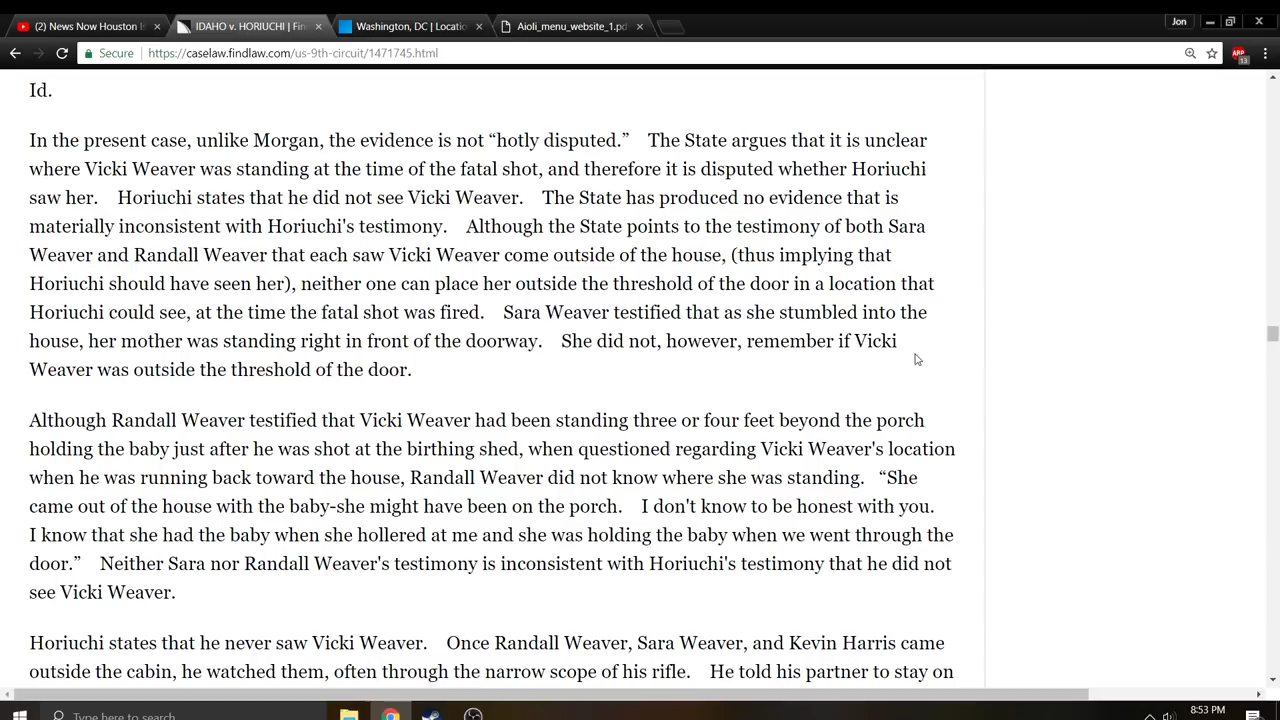 (2) News Now Houston Is
IDAHO v. HORIUCHI | Fin
Washington, DC | Locatio
Aioli_menu_website_1.pd
Jon
Secure
https://caselaw.findlaw.com/us-9th-circuit/1471745.html
ABP
13
Id.
In the present case, unlike Morgan, the evidence is not “hotly disputed.” The State argues that it is unclear
where Vicki Weaver was standing at the time of the fatal shot, and therefore it is disputed whether Horiuchi
saw her. Horiuchi states that he did not see Vicki Weaver. The State has produced no evidence that is
materially inconsistent with Horiuchi's testimony. Although the State points to the testimony of both Sara
Weaver and Randall Weaver that each saw Vicki Weaver come outside of the house, (thus implying that
Horiuchi should have seen her), neither one can place her outside the threshold of the door in a location that
Horiuchi could see, at the time the fatal shot was fired. Sara Weaver testified that as she stumbled into the
house, her mother was standing right in front of the doorway. She did not, however, remember if Vicki
Weaver was outside the threshold of the door.
Although Randall Weaver testified that Vicki Weaver had been standing three or four feet beyond the porch
holding the baby just after he was shot at the birthing shed, when questioned regarding Vicki Weaver's location
when he was running back toward the house, Randall Weaver did not know where she was standing. “She
came out of the house with the baby-she might have been on the porch. I don't know to be honest with you.
I know that she had the baby when she hollered at me and she was holding the baby when we went through the
door.” Neither Sara nor Randall Weaver's testimony is inconsistent with Horiuchi's testimony that he did not
see Vicki Weaver.
Horiuchi states that he never saw Vicki Weaver. Once Randall Weaver, Sara Weaver, and Kevin Harris came
outside the cabin, he watched them, often through the narrow scope of his rifle. He told his partner to stay on
Type here to search
8:53 PM